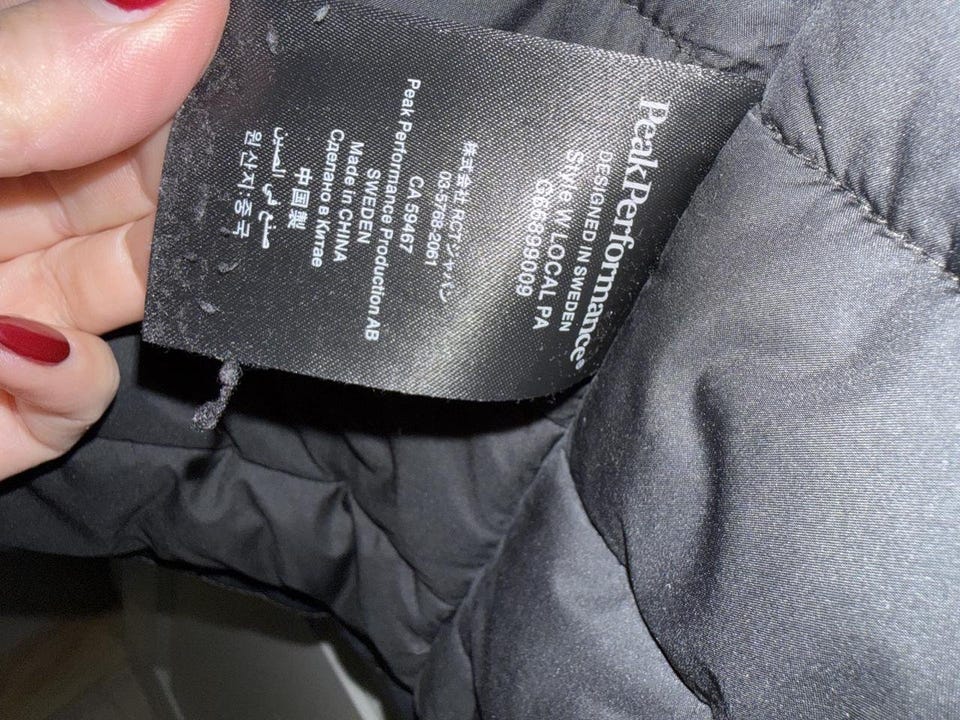 PeakPerformance®
DESIGNED IN SWEDEN
Style: W LOCAL PA
G66899009
株式会社 RCTジャパン
03-5768-2061
CA 59467
Peak Performance Production AB
SWEDEN
Made in CHINA
Сделано в Китае
中国製
صنع في الصين
원산지: 중국